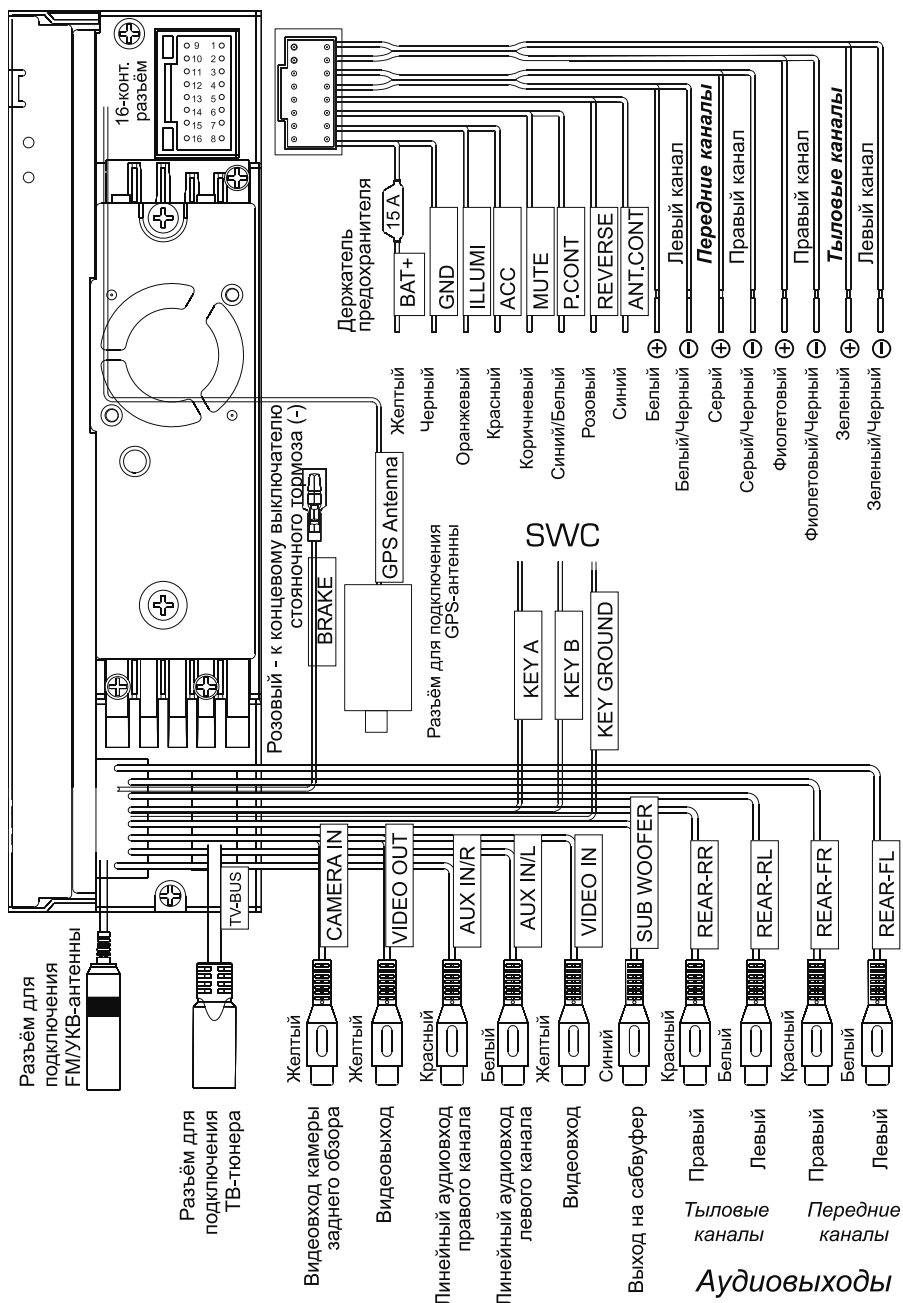 16-конт.
разъём
9 1
10 2
11 3
12 4
13 5
14 6
15 7
16 8
Держатель
предохранителя
15 A
BAT+
GND
ILLUMI
ACC
MUTE
P.CONT
REVERSE
ANT.CONT
Левый канал
Передние каналы
Правый канал
Правый канал
Тыловые каналы
Левый канал
Желтый
Черный
Оранжевый
Красный
Коричневый
Синий/Белый
Розовый
Синий
Белый
Белый/Черный
Серый
Серый/Черный
Фиолетовый
Фиолетовый/Черный
Зеленый
Зеленый/Черный
+
-
+
-
+
-
+
-
Розовый - к концевому выключателю
стояночного тормоза (-)
BRAKE
GPS Antenna
Разъём для подключения
GPS-антенны
SWC
KEY A
KEY B
KEY GROUND
TV-BUS
CAMERA IN
VIDEO OUT
AUX IN/R
AUX IN/L
VIDEO IN
SUB WOOFER
REAR-RR
REAR-RL
REAR-FR
REAR-FL
Разъём для
подключения
FM/УКВ-антенны
Разъём для
подключения
ТВ-тюнера
Желтый
Желтый
Красный
Белый
Желтый
Синий
Красный
Белый
Красный
Белый
Видеовход камеры
заднего обзора
Видеовыход
Линейный аудиовход
правого канала
Линейный аудиовход
левого канала
Видеовход
Выход на сабвуфер
Правый
Левый
Правый
Левый
Тыловые
каналы
Передние
каналы
Аудиовыходы